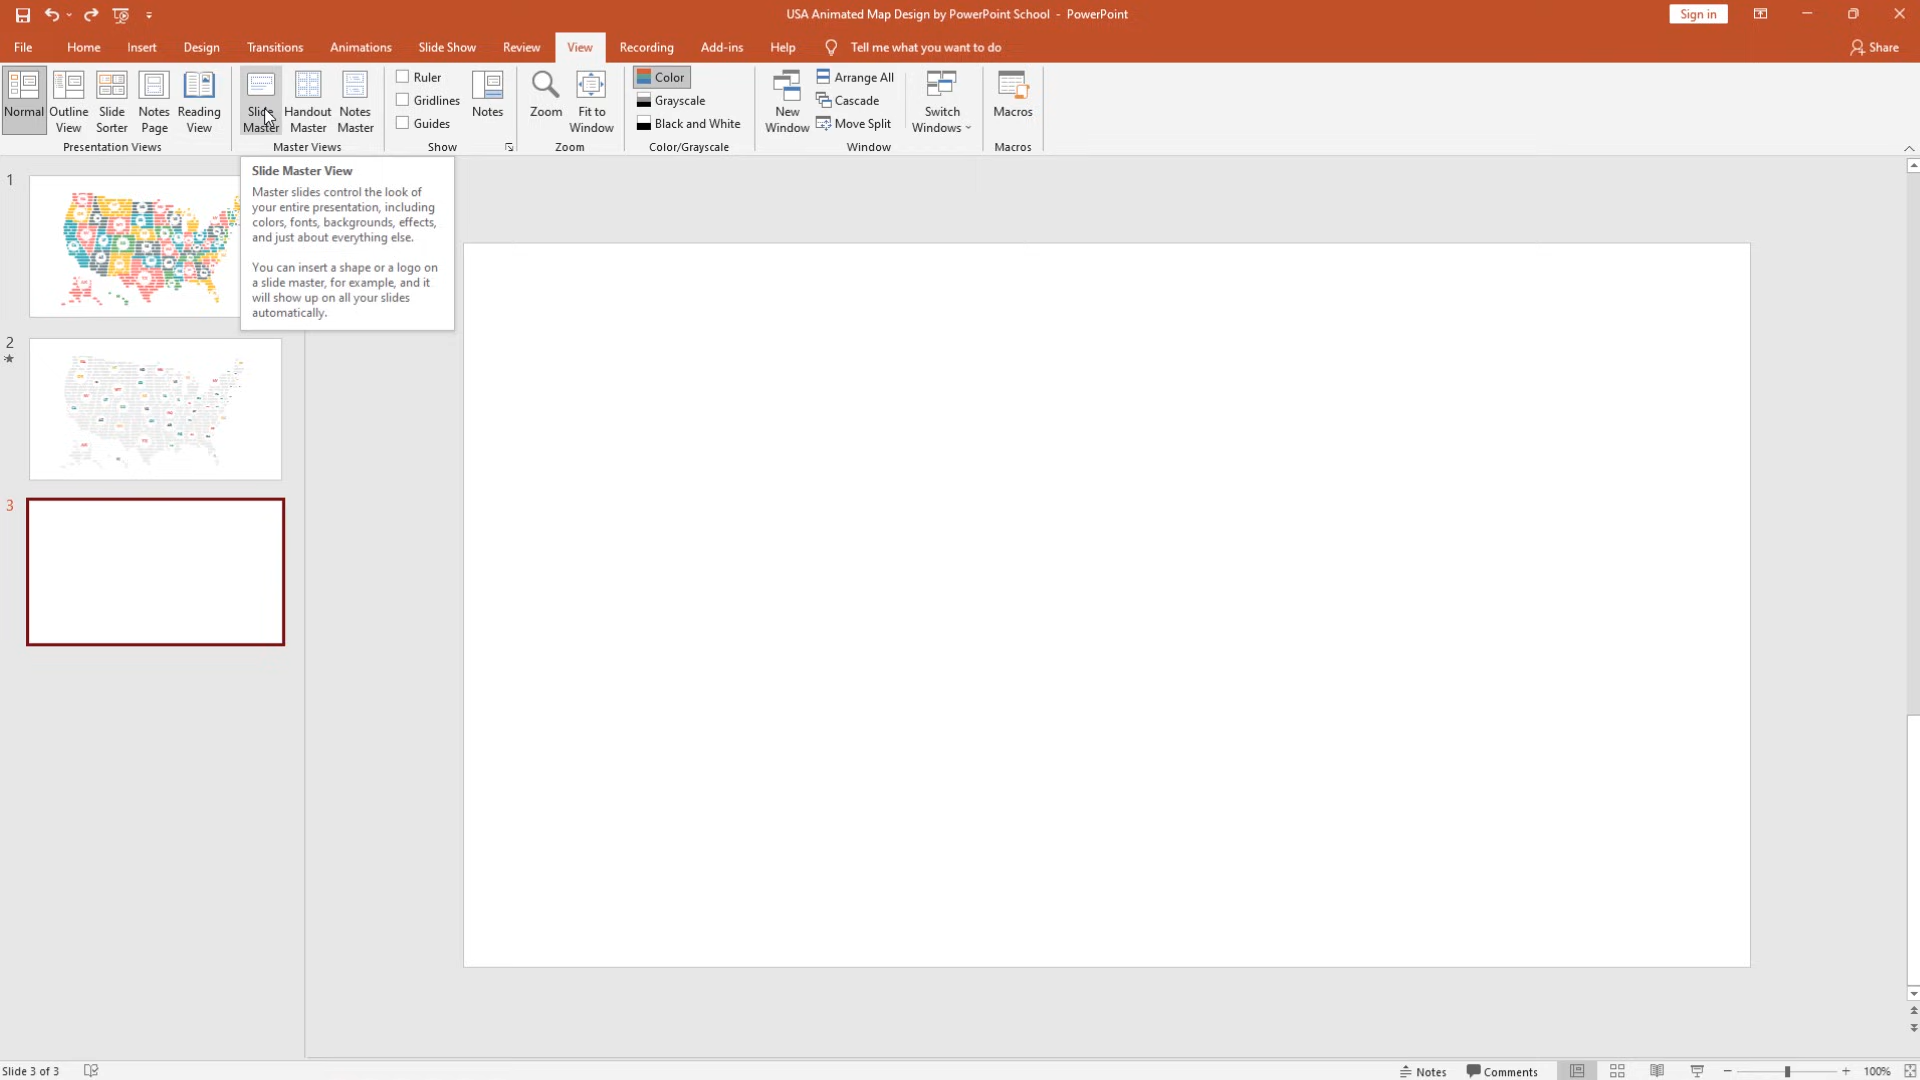 USA Animated Map Design by PowerPoint School - PowerPoint
Sign in
File Home Insert Design Transitions Animations Slide Show Review View Recording Add-ins Help Tell me what you want to do Share
Normal
Outline View
Slide Sorter
Notes Page
Reading View
Presentation Views
Slide Master
Handout Master
Notes Master
Master Views
Ruler
Gridlines
Guides
Show
Notes
Zoom
Fit to Window
Zoom
Color
Grayscale
Black and White
Color/Grayscale
New Window
Arrange All
Cascade
Move Split
Switch Windows
Window
Macros
Macros
Slide Master View
Master slides control the look of
your entire presentation, including
colors, fonts, backgrounds, effects,
and just about everything else.
You can insert a shape or a logo on
a slide master, for example, and it
will show up on all your slides
automatically.
1
2
3
Slide 3 of 3
Notes
Comments
100%